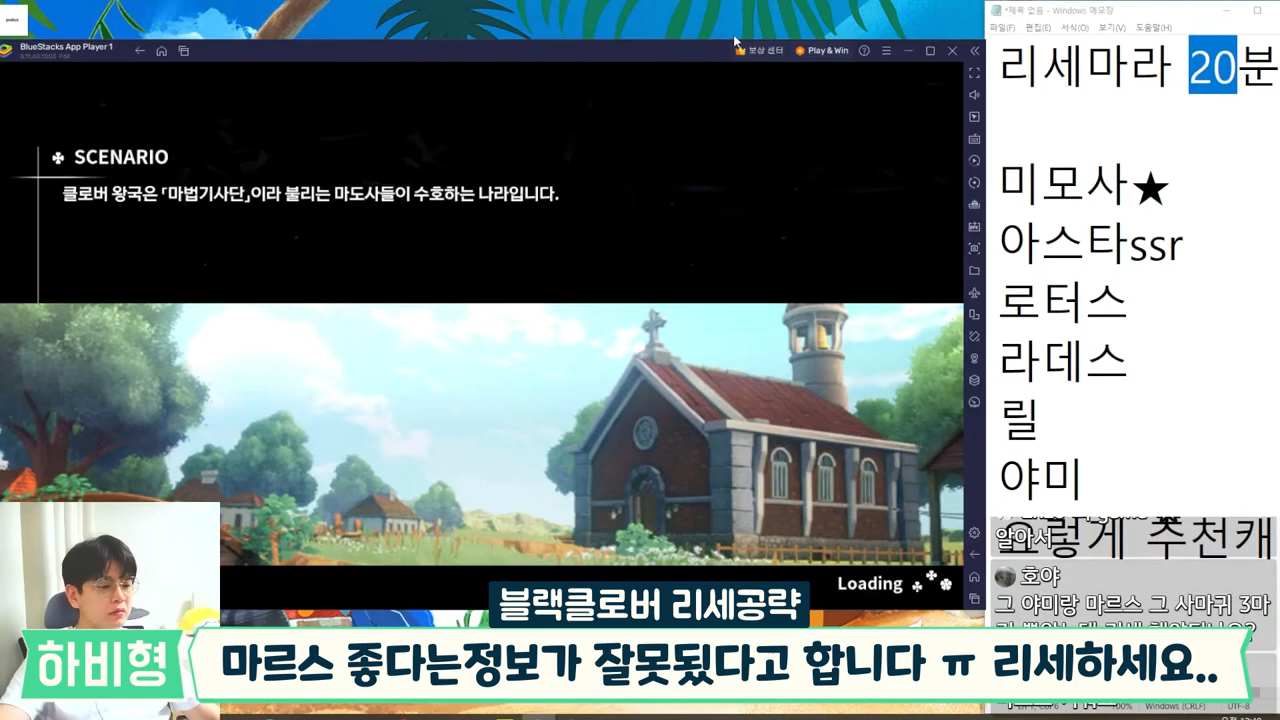 BlueStacks App Player 1
보상 센터
Play & Win
*제목 없음 - Windows 메모장
파일(F) 편집(E) 서식(O) 보기(V) 도움말(H)
리세마라 20분
미모사★
아스타ssr
로터스
라데스
릴
야미
요렇게 추천캐
SCENARIO
클로버 왕국은 「마법기사단」이라 불리는 마도사들이 수호하는 나라입니다.
Loading
알아서
호야
그 야미랑 마르스 그 사마귀 3마
블랙클로버 리세공략
하비형
마르스 좋다는정보가 잘못됐다고 합니다 ㅠ 리세하세요..
100%
Windows (CRLF)
UTF-8